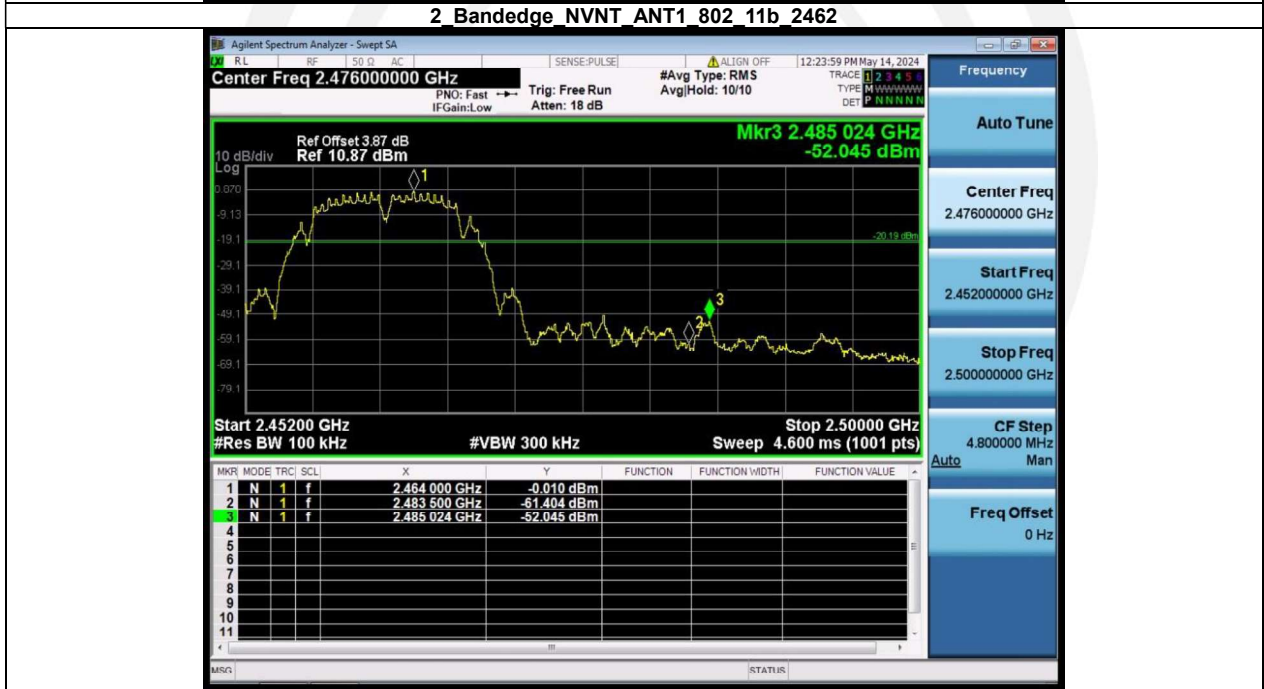 2_Bandedge_NVNT_ANT1_802_11b_2462
Agilent Spectrum Analyzer - Swept SA
RL RF 50 Ω AC SENSE:PULSE ALIGN OFF 12:23:59 PM May 14, 2024
Center Freq 2.476000000 GHz #Avg Type: RMS TRACE 1 2 3 4 5 6
PNO: Fast Trig: Free Run Avg|Hold: 10/10 TYPE M WWWWW
IFGain:Low Atten: 18 dB DET P NNNNN
Frequency
Auto Tune
Mkr3 2.485 024 GHz
-52.045 dBm
Ref Offset 3.87 dB
10 dB/div Ref 10.87 dBm
Log
0.870
-9.13
-19.1
-29.1
-39.1
-49.1
-59.1
-69.1
-79.1
1
-20.19 dBm
2
3
Start 2.45200 GHz Stop 2.50000 GHz
#Res BW 100 kHz #VBW 300 kHz Sweep 4.600 ms (1001 pts)
Center Freq
2.476000000 GHz
Start Freq
2.452000000 GHz
Stop Freq
2.500000000 GHz
CF Step
4.800000 MHz
Auto Man
Freq Offset
0 Hz
MKR MODE TRC SCL X Y FUNCTION FUNCTION WIDTH FUNCTION VALUE
1 N 1 f 2.464 000 GHz -0.010 dBm
2 N 1 f 2.483 500 GHz -61.404 dBm
3 N 1 f 2.485 024 GHz -52.045 dBm
4
5
6
7
8
9
10
11
MSG STATUS